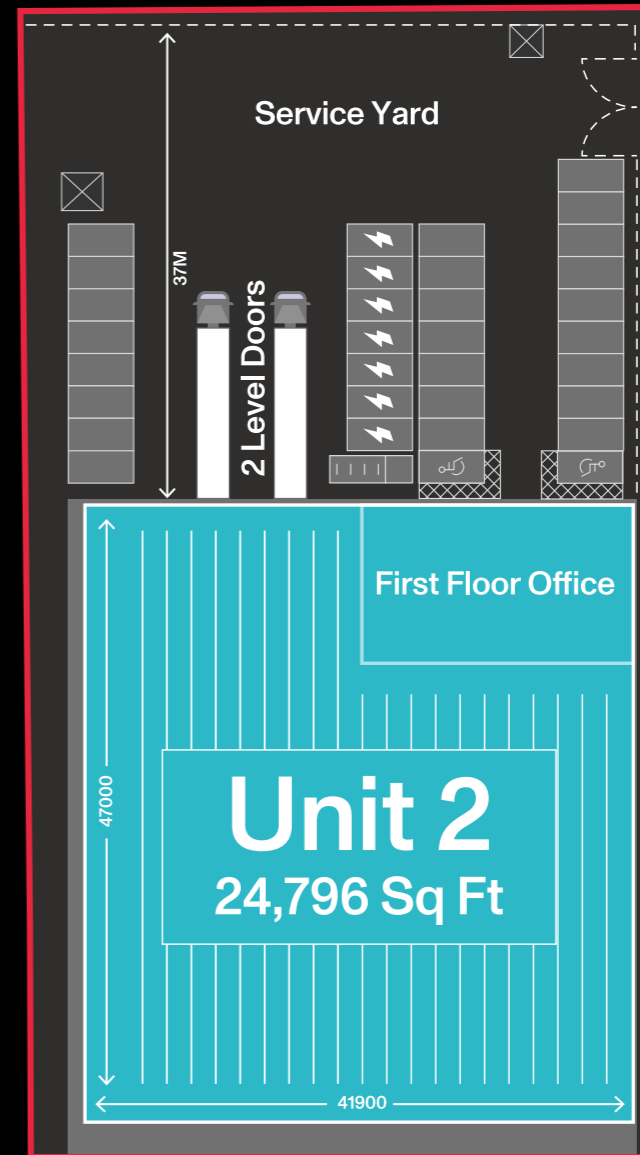 Service Yard
37M
2 Level Doors
First Floor Office
47000
Unit 2
24,796 Sq Ft
41900